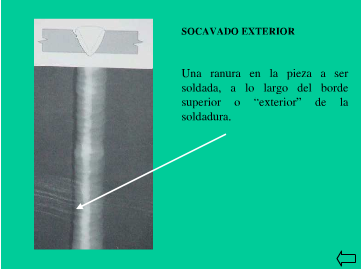 SOCAVADO EXTERIOR
Una ranura en la pieza a ser
soldada, a lo largo del borde
superior o “exterior” de la
soldadura.